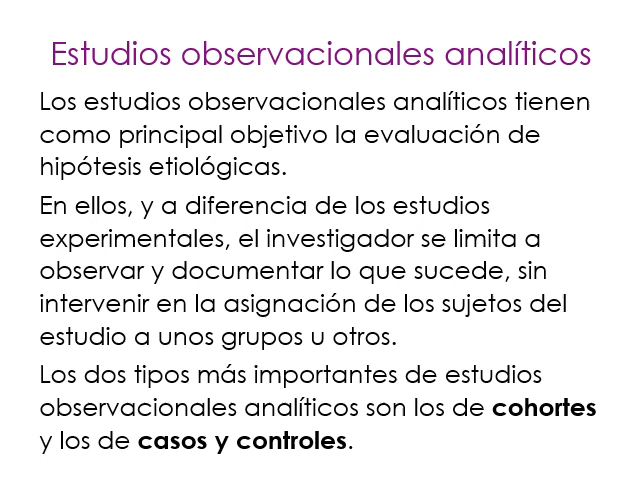 Estudios observacionales analíticos
Los estudios observacionales analíticos tienen
como principal objetivo la evaluación de
hipótesis etiológicas.
En ellos, y a diferencia de los estudios
experimentales, el investigador se limita a
observar y documentar lo que sucede, sin
intervenir en la asignación de los sujetos del
estudio a unos grupos u otros.
Los dos tipos más importantes de estudios
observacionales analíticos son los de cohortes
y los de casos y controles.